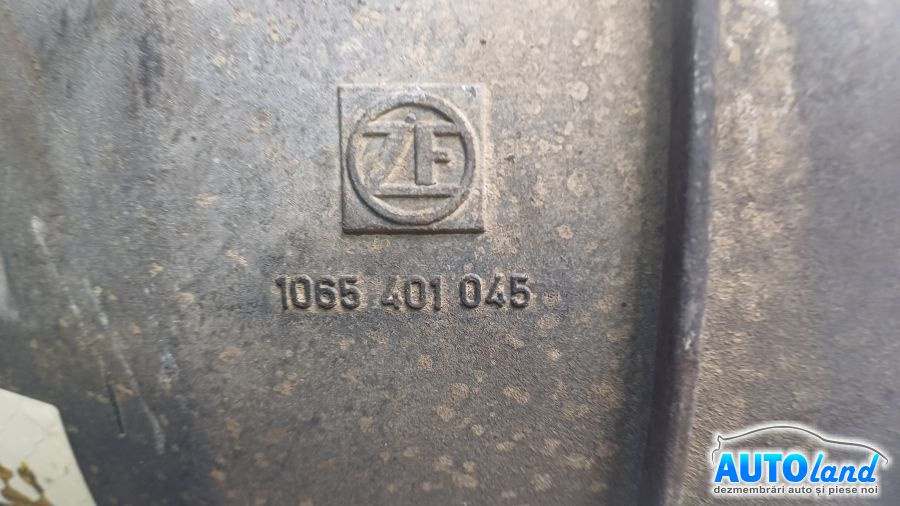 ZF
1065 401 045
AUTOland
dezmembrări auto și piese noi